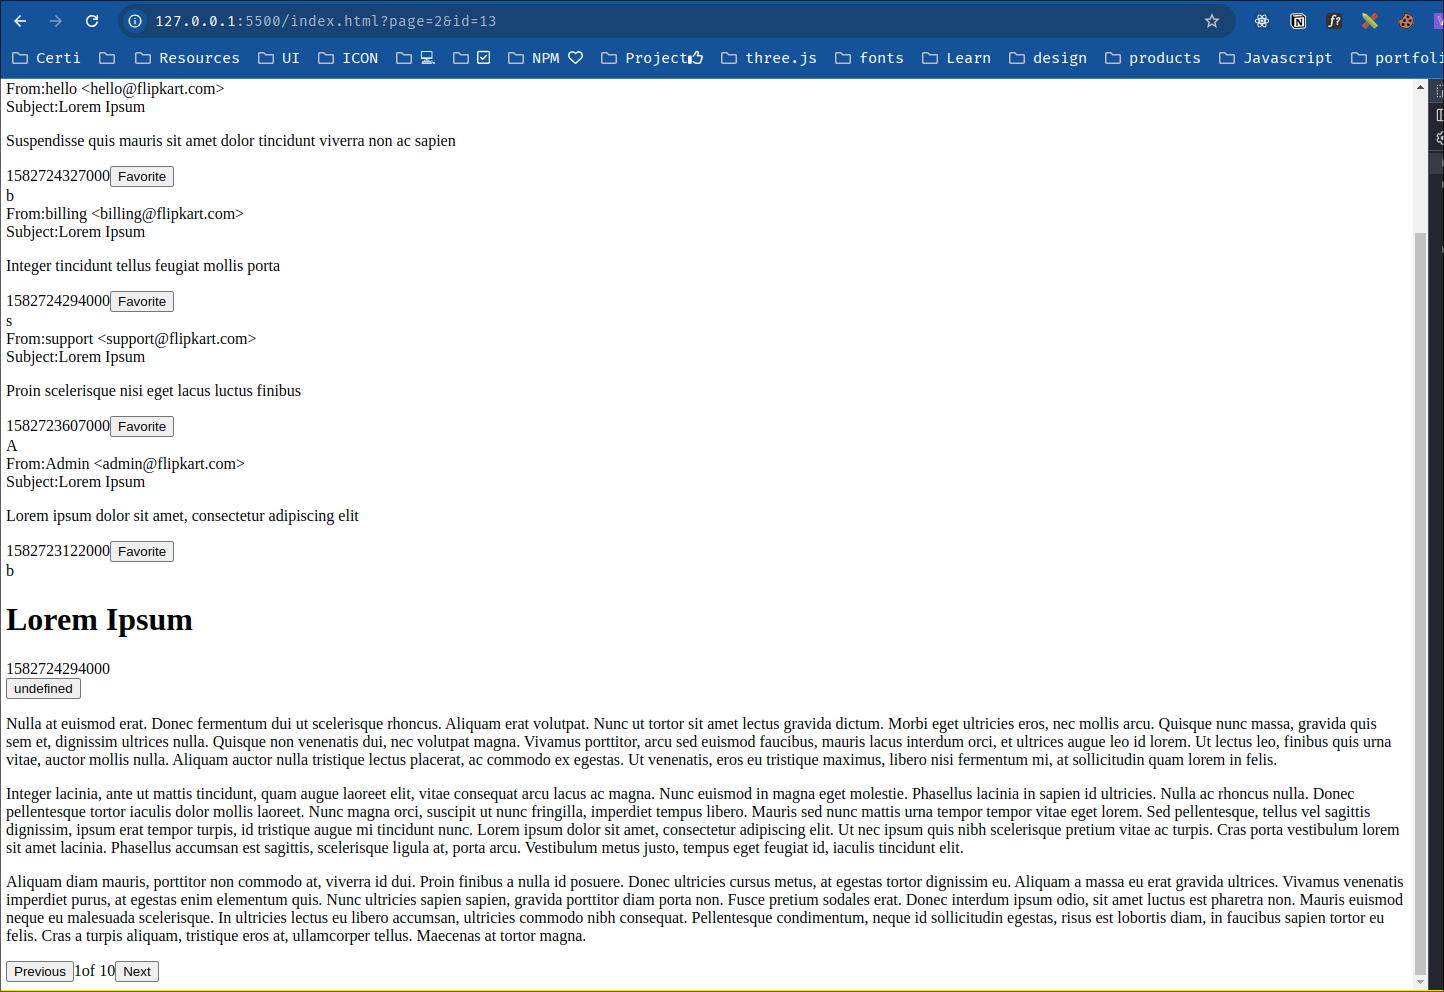 127.0.0.1:5500/index.html?page=2&id=13
Certi Resources UI ICON NPM Project three.js fonts Learn design products Javascript portfoli
From:hello <hello@flipkart.com>
Subject:Lorem Ipsum
Suspendisse quis mauris sit amet dolor tincidunt viverra non ac sapien
1582724327000 Favorite
b
From:billing <billing@flipkart.com>
Subject:Lorem Ipsum
Integer tincidunt tellus feugiat mollis porta
1582724294000 Favorite
s
From:support <support@flipkart.com>
Subject:Lorem Ipsum
Proin scelerisque nisi eget lacus luctus finibus
1582723607000 Favorite
A
From:Admin <admin@flipkart.com>
Subject:Lorem Ipsum
Lorem ipsum dolor sit amet, consectetur adipiscing elit
1582723122000 Favorite
b
Lorem Ipsum
1582724294000
undefined
Nulla at euismod erat. Donec fermentum dui ut scelerisque rhoncus. Aliquam erat volutpat. Nunc ut tortor sit amet lectus gravida dictum. Morbi eget ultricies eros, nec mollis arcu. Quisque nunc massa, gravida quis
sem et, dignissim ultrices nulla. Quisque non venenatis dui, nec volutpat magna. Vivamus porttitor, arcu sed euismod faucibus, mauris lacus interdum orci, et ultrices augue leo id lorem. Ut lectus leo, finibus quis urna
vitae, auctor mollis nulla. Aliquam auctor nulla tristique lectus placerat, ac commodo ex egestas. Ut venenatis, eros eu tristique maximus, libero nisi fermentum mi, at sollicitudin quam lorem in felis.
Integer lacinia, ante ut mattis tincidunt, quam augue laoreet elit, vitae consequat arcu lacus ac magna. Nunc euismod in magna eget molestie. Phasellus lacinia in sapien id ultricies. Nulla ac rhoncus nulla. Donec
pellentesque tortor iaculis dolor mollis laoreet. Nunc magna orci, suscipit ut nunc fringilla, imperdiet tempus libero. Mauris sed nunc mattis urna tempor tempor vitae eget lorem. Sed pellentesque, tellus vel sagittis
dignissim, ipsum erat tempor turpis, id tristique augue mi tincidunt nunc. Lorem ipsum dolor sit amet, consectetur adipiscing elit. Ut nec ipsum quis nibh scelerisque pretium vitae ac turpis. Cras porta vestibulum lorem
sit amet lacinia. Phasellus accumsan est sagittis, scelerisque ligula at, porta arcu. Vestibulum metus justo, tempus eget feugiat id, iaculis tincidunt elit.
Aliquam diam mauris, porttitor non commodo at, viverra id dui. Proin finibus a nulla id posuere. Donec ultricies cursus metus, at egestas tortor dignissim eu. Aliquam a massa eu erat gravida ultrices. Vivamus venenatis
imperdiet purus, at egestas enim elementum quis. Nunc ultricies sapien sapien, gravida porttitor diam porta non. Fusce pretium sodales erat. Donec interdum ipsum odio, sit amet luctus est pharetra non. Mauris euismod
neque eu malesuada scelerisque. In ultricies lectus eu libero accumsan, ultricies commodo nibh consequat. Pellentesque condimentum, neque id sollicitudin egestas, risus est lobortis diam, in faucibus sapien tortor eu
felis. Cras a turpis aliquam, tristique eros at, ullamcorper tellus. Maecenas at tortor magna.
Previous 1of 10 Next